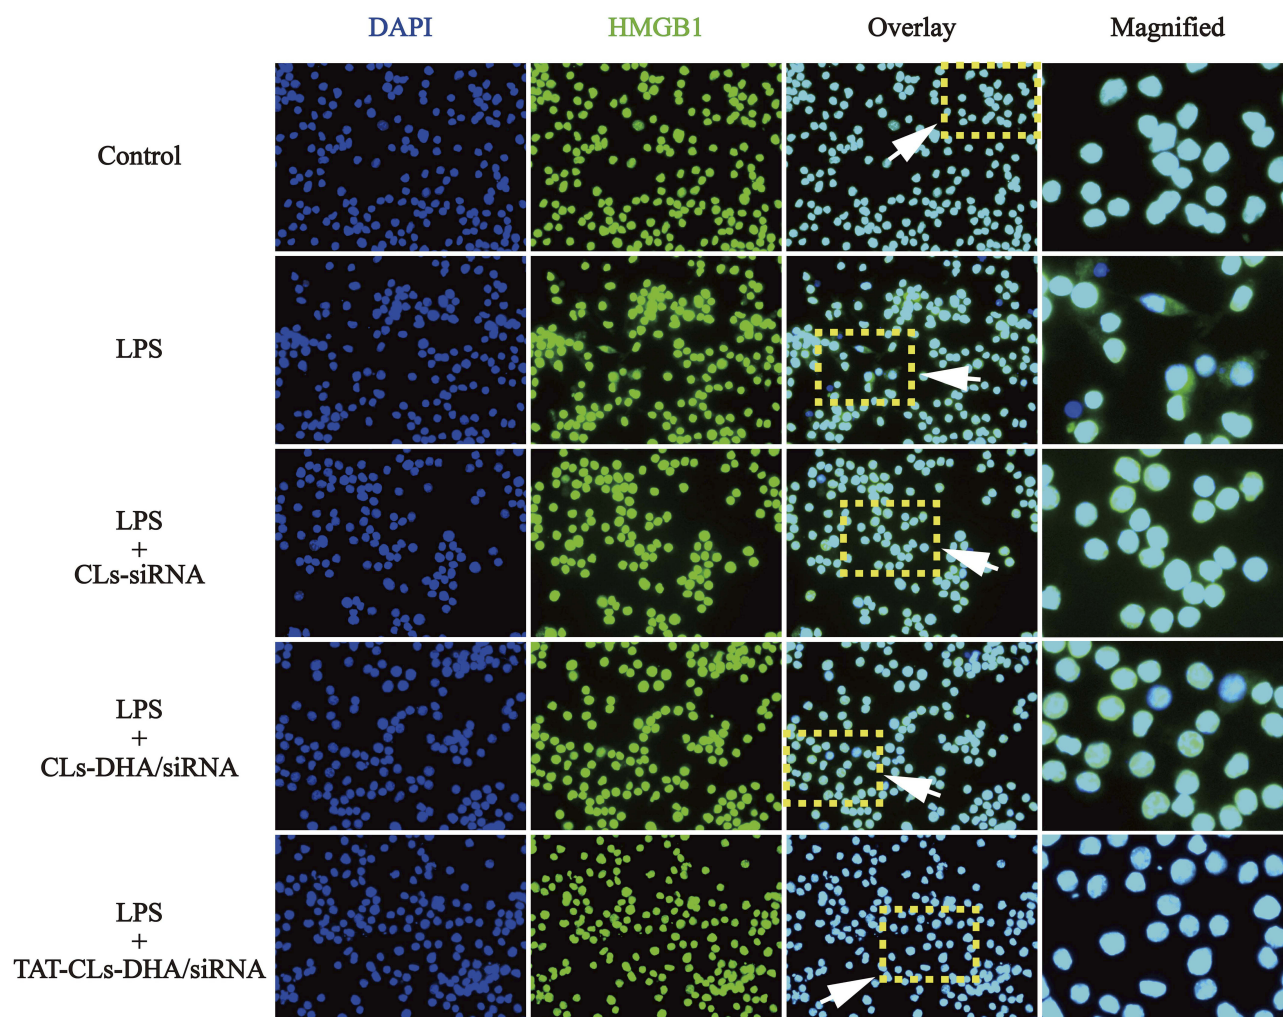 DAPI
HMGB1
Overlay
Magnified
Control
LPS
LPS
+
CLs-siRNA
LPS
+
CLs-DHA/siRNA
LPS
+
TAT-CLs-DHA/siRNA